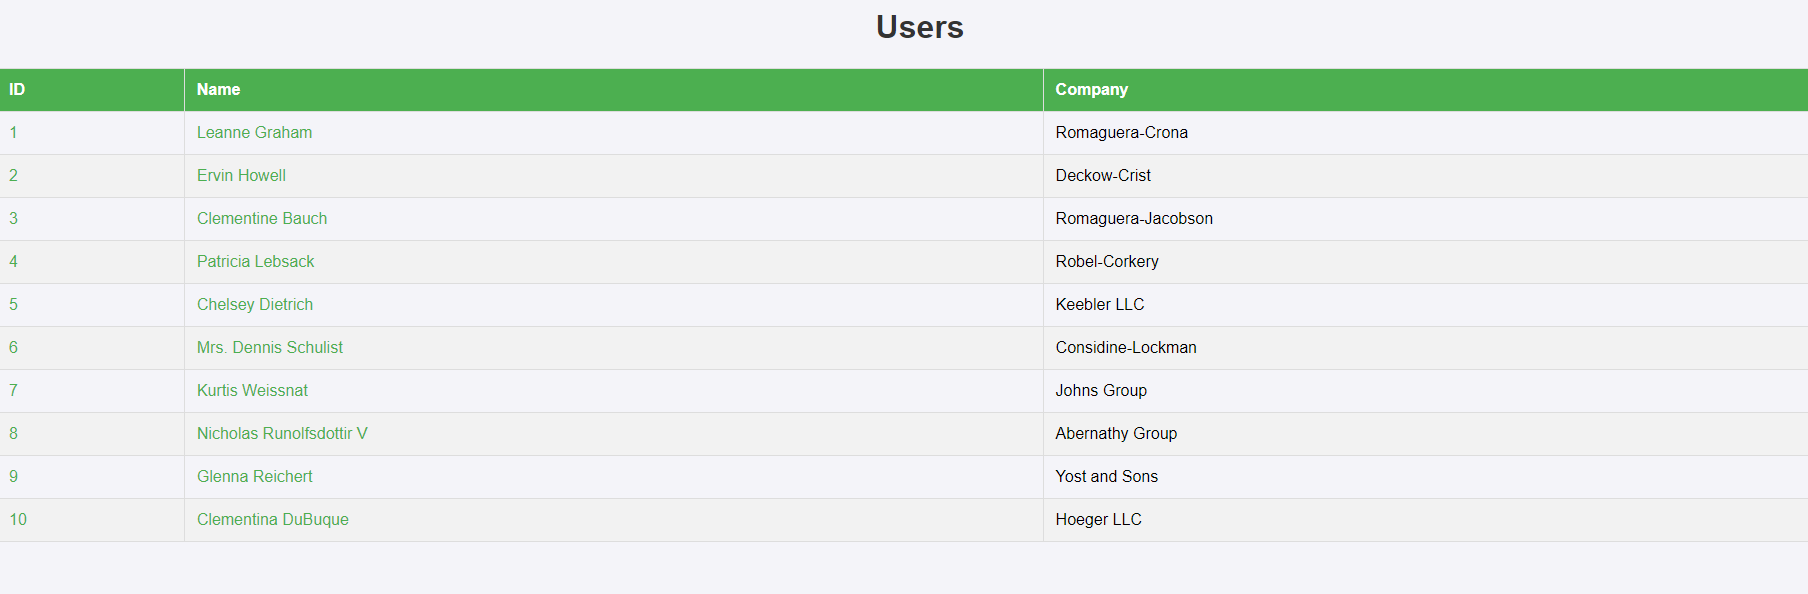 Users
ID Name Company
1 Leanne Graham Romaguera-Crona
2 Ervin Howell Deckow-Crist
3 Clementine Bauch Romaguera-Jacobson
4 Patricia Lebsack Robel-Corkery
5 Chelsey Dietrich Keebler LLC
6 Mrs. Dennis Schulist Considine-Lockman
7 Kurtis Weissnat Johns Group
8 Nicholas Runolfsdottir V Abernathy Group
9 Glenna Reichert Yost and Sons
10 Clementina DuBuque Hoeger LLC